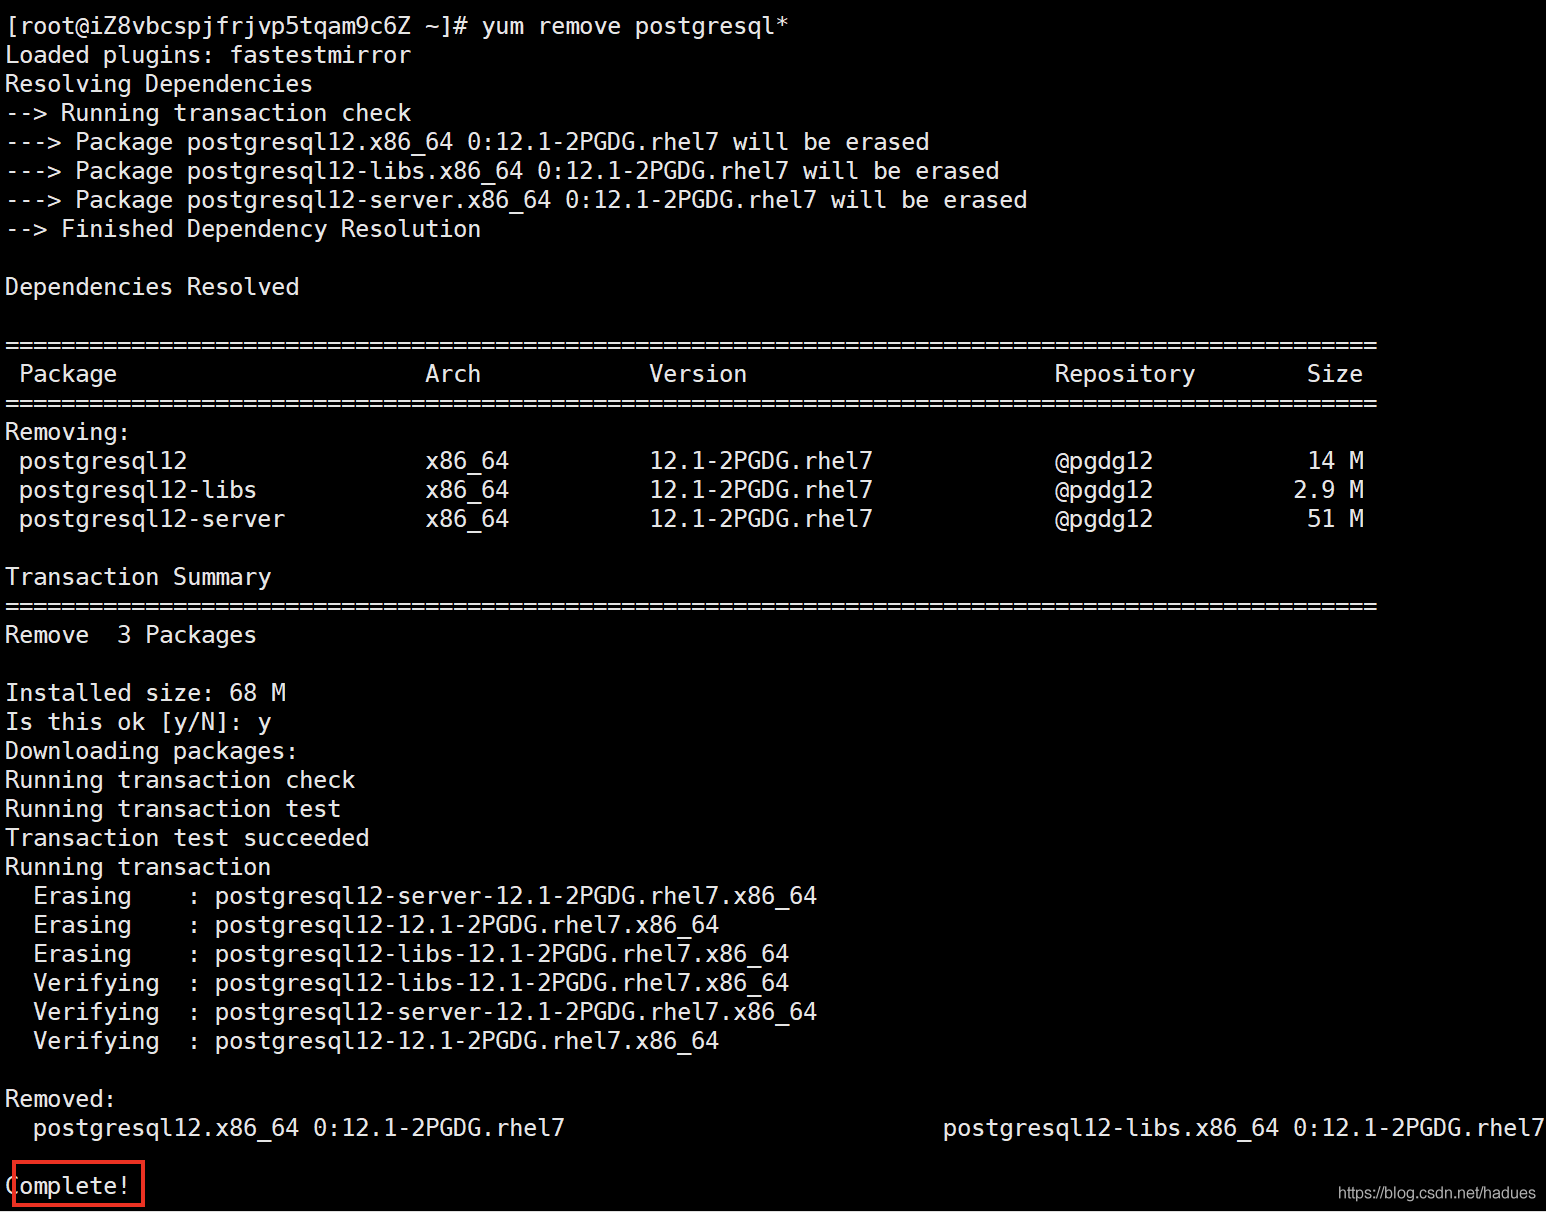 [root@iZ8vbcspjfrjvp5tqam9c6Z ~]# yum remove postgresql*
Loaded plugins: fastestmirror
Resolving Dependencies
--> Running transaction check
---> Package postgresql12.x86_64 0:12.1-2PGDG.rhel7 will be erased
---> Package postgresql12-libs.x86_64 0:12.1-2PGDG.rhel7 will be erased
---> Package postgresql12-server.x86_64 0:12.1-2PGDG.rhel7 will be erased
--> Finished Dependency Resolution

Dependencies Resolved

==================================================================================================
 Package                      Arch            Version                      Repository        Size
==================================================================================================
Removing:
 postgresql12                 x86_64          12.1-2PGDG.rhel7             @pgdg12           14 M
 postgresql12-libs            x86_64          12.1-2PGDG.rhel7             @pgdg12          2.9 M
 postgresql12-server          x86_64          12.1-2PGDG.rhel7             @pgdg12           51 M

Transaction Summary
==================================================================================================
Remove  3 Packages

Installed size: 68 M
Is this ok [y/N]: y
Downloading packages:
Running transaction check
Running transaction test
Transaction test succeeded
Running transaction
  Erasing    : postgresql12-server-12.1-2PGDG.rhel7.x86_64
  Erasing    : postgresql12-12.1-2PGDG.rhel7.x86_64
  Erasing    : postgresql12-libs-12.1-2PGDG.rhel7.x86_64
  Verifying  : postgresql12-libs-12.1-2PGDG.rhel7.x86_64
  Verifying  : postgresql12-server-12.1-2PGDG.rhel7.x86_64
  Verifying  : postgresql12-12.1-2PGDG.rhel7.x86_64

Removed:
  postgresql12.x86_64 0:12.1-2PGDG.rhel7                           postgresql12-libs.x86_64 0:12.1-2PGDG.rhel7

Complete!
https://blog.csdn.net/hadues